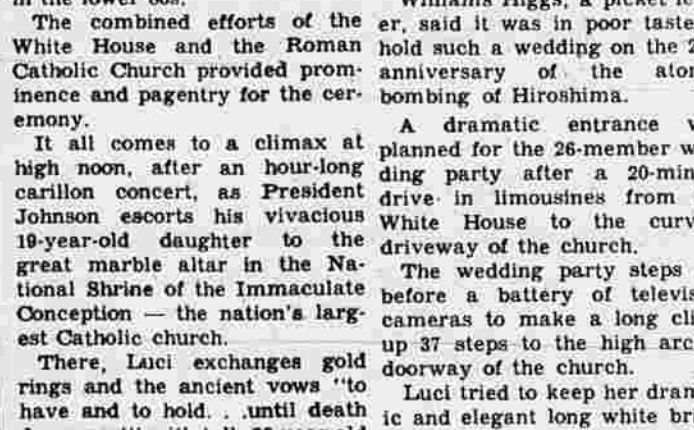 The combined efforts of the
White House and the Roman
Catholic Church provided prom-
inence and pagentry for the cer-
emony.
It all comes to a climax at
high noon, after an hour-long
carillon concert, as President
Johnson escorts his vivacious
19-year-old daughter to the
great marble altar in the Na-
tional Shrine of the Immaculate
Conception — the nation's larg-
est Catholic church.
There, Luci exchanges gold
rings and the ancient vows "to
have and to hold. . .until death
er, said it was in poor taste
hold such a wedding on the 2
anniversary of the ato
bombing of Hiroshima.
A dramatic entrance w
planned for the 26-member w
ding party after a 20-min
drive in limousines from
White House to the curv
driveway of the church.
The wedding party steps
before a battery of televis
cameras to make a long cli
up 37 steps to the high arc
doorway of the church.
Luci tried to keep her dram
ic and elegant long white bri